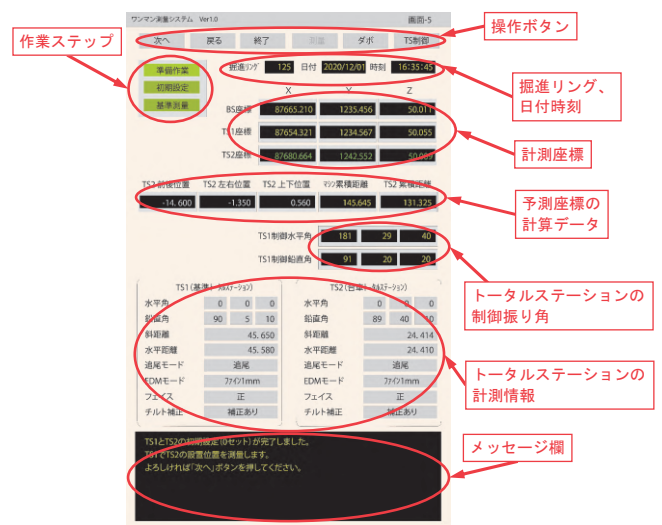 ワンマン測量システム Ver1.0 画面-5
次へ 戻る 終了 測量 ダボ TS制御
操作ボタン
作業ステップ
準備作業
初期設定
基準測量
掘進リング 125 日付 2020/12/01 時刻 16:35:45
掘進リング、
日付時刻
X Y Z
BS座標 87665.210 1235.456 50.011
TS1座標 87654.321 1234.567 50.055
TS2座標 87680.664 1242.552
計測座標
TS2 前後位置 TS2 左右位置 TS2 上下位置 マシン累積距離 TS2 累積距離
-14.600 -1.350 0.560 145.645 131.325
予測座標の
計算データ
TS1制御水平角 181 29 40
TS1制御鉛直角 91 20 20
トータルステーションの
制御振り角
TS1(基準)トータルステーション) TS2(台車)トータルステーション)
水平角 0 0 0 水平角 0 0 0
鉛直角 90 5 10 鉛直角 89 40 50
斜距離 45.650 斜距離 24.414
水平距離 45.580 水平距離 24.410
追尾モード 追尾 追尾モード 追尾
EDMモード ファイン1mm EDMモード ファイン1mm
フェイス 正 フェイス 正
チルト補正 補正あり チルト補正 補正あり
トータルステーションの
計測情報
TS1とTS2の初期設定(0セット)が完了しました。
TS1でTS2の設置位置を測量します。
よろしければ「次へ」ボタンを押してください。
メッセージ欄